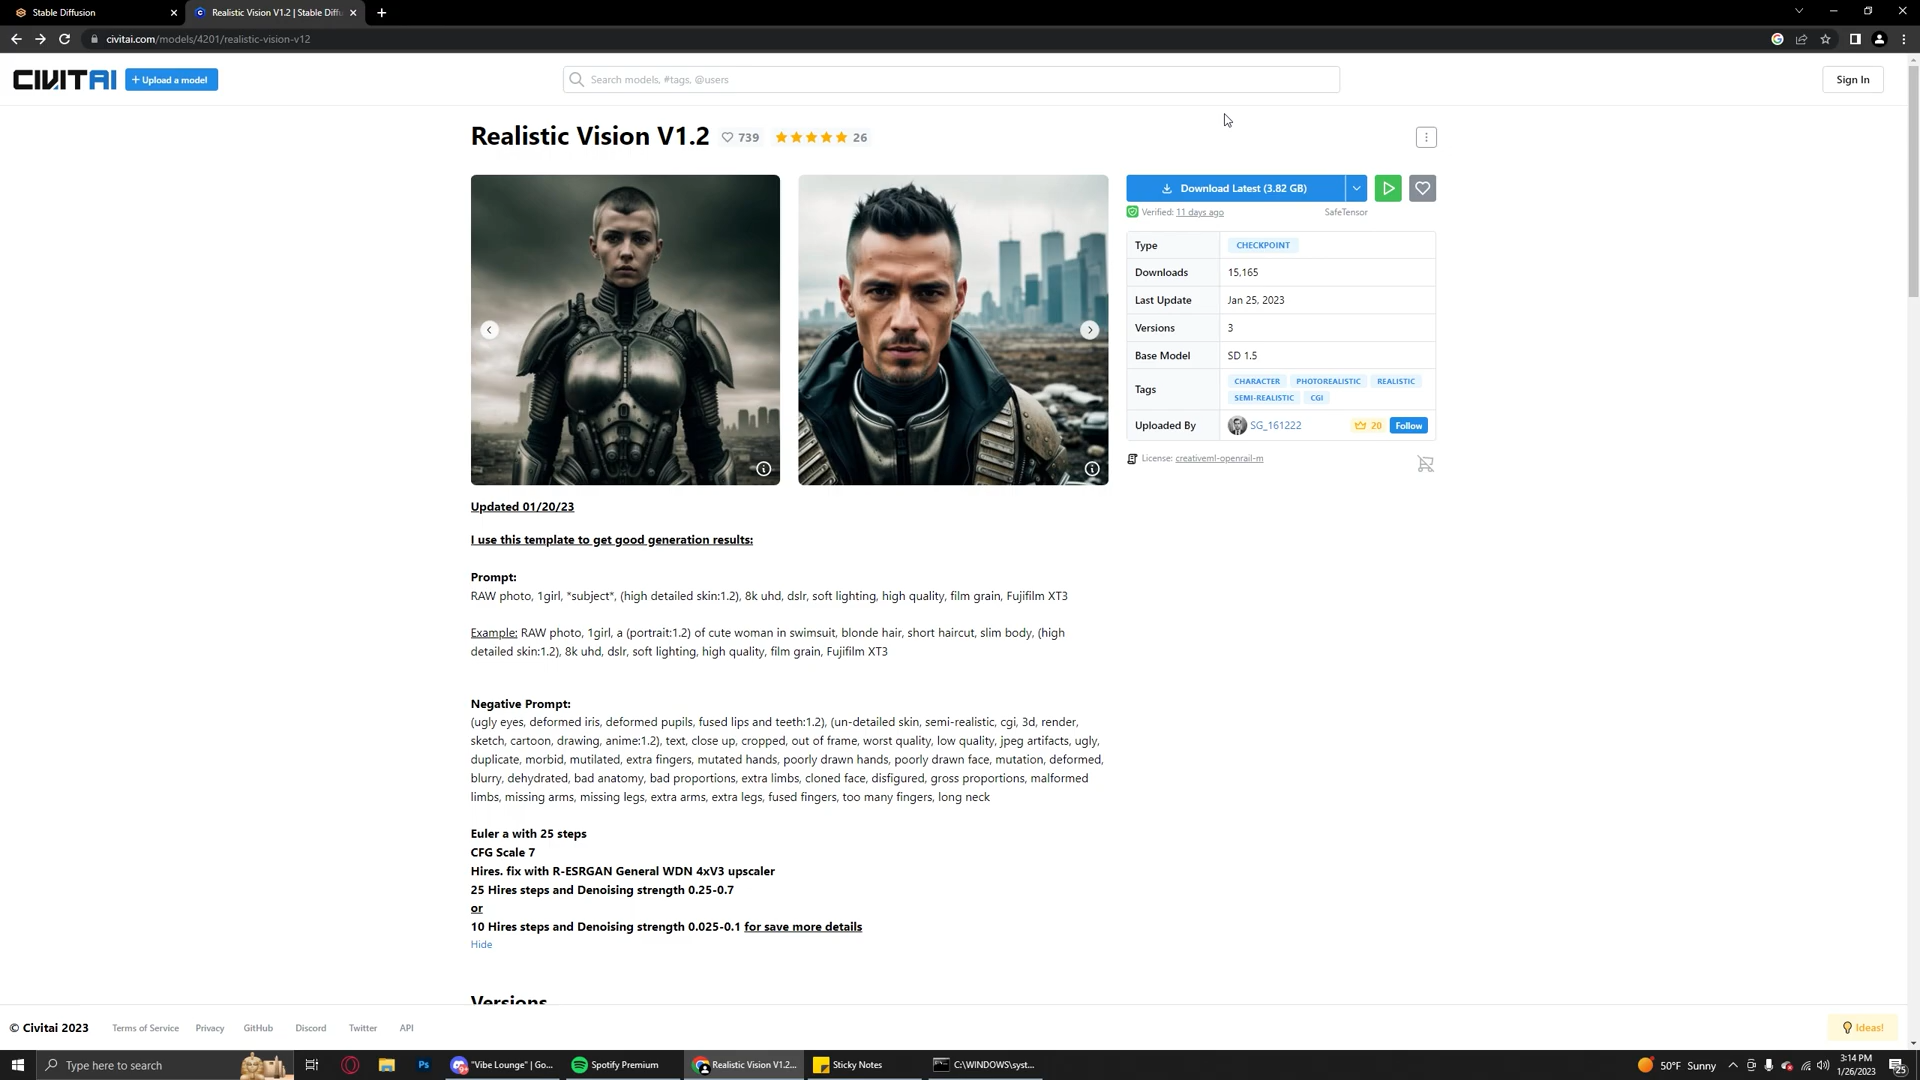 Stable Diffusion
Realistic Vision V1.2 | Stable Diffu
civitai.com/models/4201/realistic-vision-v12
CIVITAI
+ Upload a model
Search models, #tags, @users
Sign In
Realistic Vision V1.2
739
26
Download Latest (3.82 GB)
Verified: 11 days ago
SafeTensor
Type
CHECKPOINT
Downloads
15,165
Last Update
Jan 25, 2023
Versions
3
Base Model
SD 1.5
Tags
CHARACTER PHOTOREALISTIC REALISTIC
SEMI-REALISTIC CGI
Uploaded By
SG_161222
20
Follow
License: creativeml-openrail-m
Updated 01/20/23
I use this template to get good generation results:
Prompt:
RAW photo, 1girl, *subject*, (high detailed skin:1.2), 8k uhd, dslr, soft lighting, high quality, film grain, Fujifilm XT3
Example: RAW photo, 1girl, a (portrait:1.2) of cute woman in swimsuit, blonde hair, short haircut, slim body, (high
detailed skin:1.2), 8k uhd, dslr, soft lighting, high quality, film grain, Fujifilm XT3
Negative Prompt:
(ugly eyes, deformed iris, deformed pupils, fused lips and teeth:1.2), (un-detailed skin, semi-realistic, cgi, 3d, render,
sketch, cartoon, drawing, anime:1.2), text, close up, cropped, out of frame, worst quality, low quality, jpeg artifacts, ugly,
duplicate, morbid, mutilated, extra fingers, mutated hands, poorly drawn hands, poorly drawn face, mutation, deformed,
blurry, dehydrated, bad anatomy, bad proportions, extra limbs, cloned face, disfigured, gross proportions, malformed
limbs, missing arms, missing legs, extra arms, extra legs, fused fingers, too many fingers, long neck
Euler a with 25 steps
CFG Scale 7
Hires. fix with R-ESRGAN General WDN 4xV3 upscaler
25 Hires steps and Denoising strength 0.25-0.7
or
10 Hires steps and Denoising strength 0.025-0.1 for save more details
Hide
Versions
© Civitai 2023
Terms of Service
Privacy
GitHub
Discord
Twitter
API
Ideas!
Type here to search
Ps
"Vibe Lounge" | Go...
Spotify Premium
Realistic Vision V1.2...
Sticky Notes
C:\WINDOWS\syst...
50°F Sunny
3:14 PM
1/26/2023
25